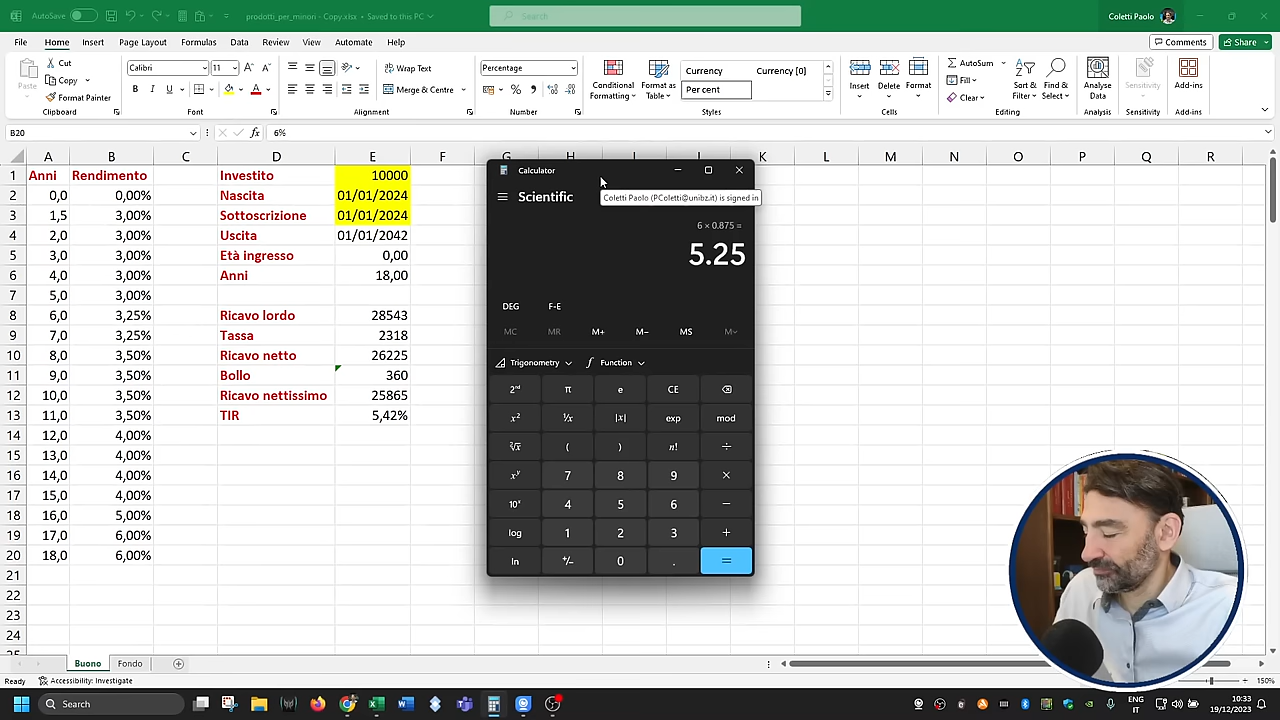 AutoSave Off prodotti_per_minori - Copy.xlsx - Saved to this PC Search Coletti Paolo
File Home Insert Page Layout Formulas Data Review View Automate Help Comments Share
Paste Cut Copy Format Painter Clipboard
Calibri 11 B I U A Font
Wrap Text Merge & Centre Alignment
Percentage Number
Conditional Formatting Format as Table Currency Currency [0] Per cent Styles
Insert Delete Format Cells
AutoSum Fill Clear Sort & Filter Find & Select Editing
Analyse Data Analysis Sensitivity Sensitivity Add-ins Add-ins
B20 fx 6%
A B C D E F G H K L M N O P Q R
1 Anni Rendimento Investito 10000
2 0,0 0,00% Nascita 01/01/2024
3 1,5 3,00% Sottoscrizione 01/01/2024
4 2,0 3,00% Uscita 01/01/2042
5 3,0 3,00% Età ingresso 0,00
6 4,0 3,00% Anni 18,00
7 5,0 3,00%
8 6,0 3,25% Ricavo lordo 28543
9 7,0 3,25% Tassa 2318
10 8,0 3,50% Ricavo netto 26225
11 9,0 3,50% Bollo 360
12 10,0 3,50% Ricavo nettissimo 25865
13 11,0 3,50% TIR 5,42%
14 12,0 4,00%
15 13,0 4,00%
16 14,0 4,00%
17 15,0 4,00%
18 16,0 5,00%
19 17,0 6,00%
20 18,0 6,00%
21
22
23
24
Calculator
Scientific
Coletti Paolo (PColetti@unibz.it) is signed in
6 × 0.875 =
5.25
DEG F-E
MC MR M+ M− MS M
Trigonometry Function
2nd π e CE
x² ¹/x |x| exp mod
²√x ( ) n! ÷
xʸ 7 8 9 ×
10ˣ 4 5 6 −
log 1 2 3 +
ln +/− 0 . =
Buono Fondo
Ready Accessibility: Investigate 150%
Search ENG IT 10:33 19/12/2023